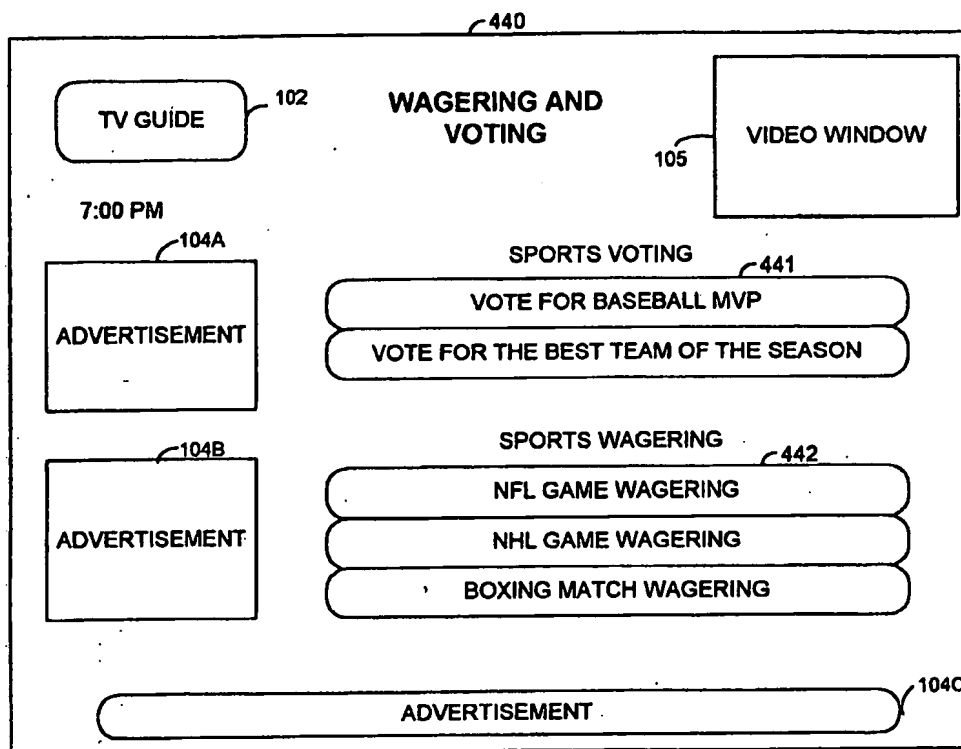 440
TV GUIDE
102
WAGERING AND
VOTING
VIDEO WINDOW
105
7:00 PM
104A
ADVERTISEMENT
SPORTS VOTING
441
VOTE FOR BASEBALL MVP
VOTE FOR THE BEST TEAM OF THE SEASON
104B
ADVERTISEMENT
SPORTS WAGERING
442
NFL GAME WAGERING
NHL GAME WAGERING
BOXING MATCH WAGERING
104C
ADVERTISEMENT